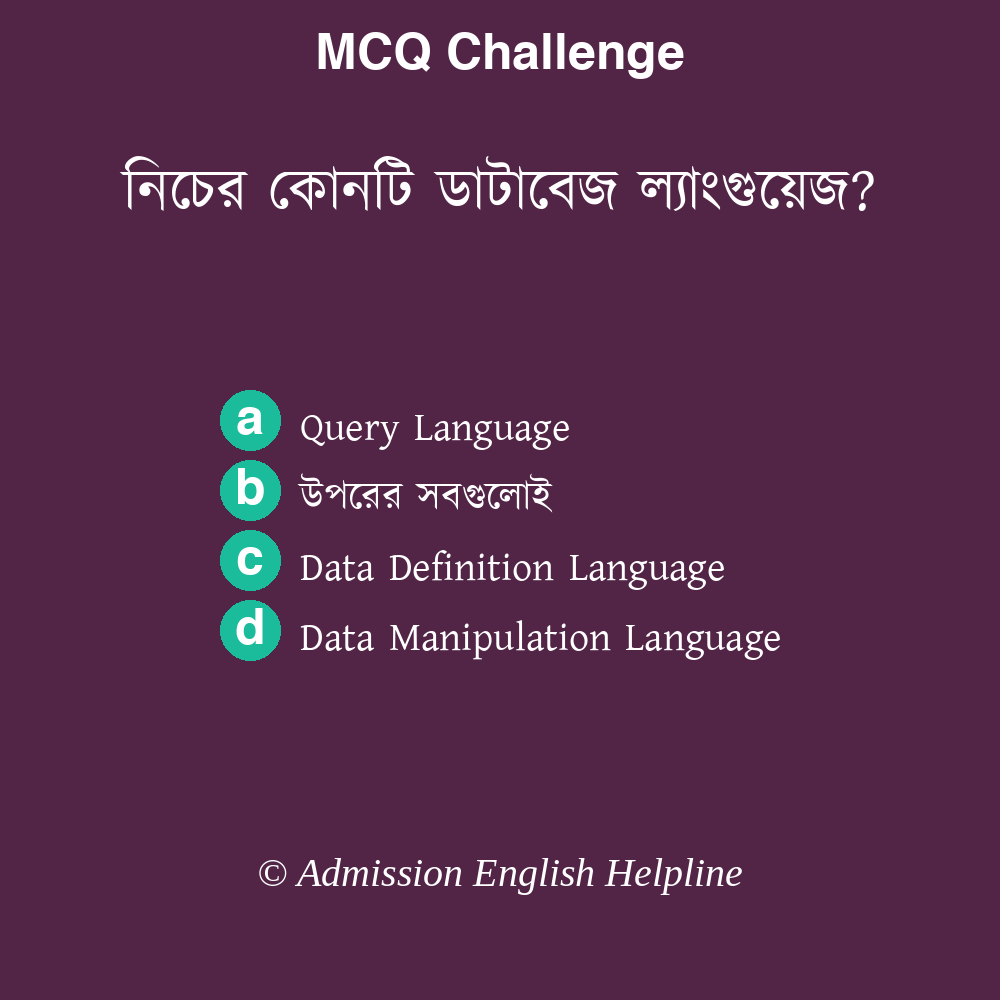 MCQ Challenge
নিচের কোনটি ডাটাবেজ ল্যাংগুয়েজ?
a Query Language
b উপরের সবগুলোই
c Data Definition Language
d Data Manipulation Language
© Admission English Helpline